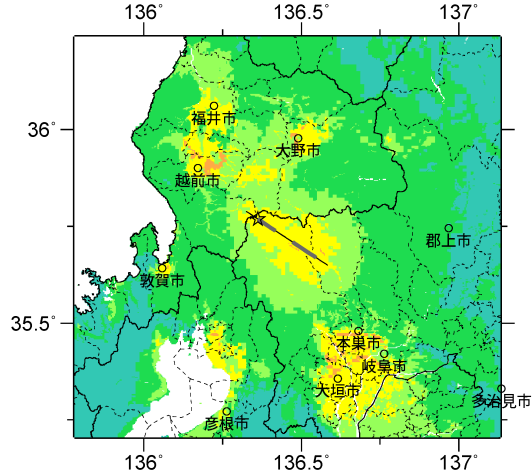 136° 136.5° 137°
36°
35.5°
福井市
大野市
越前市
郡上市
敦賀市
本巣市
岐阜市
大垣市
多治見市
彦根市
136° 136.5° 137°